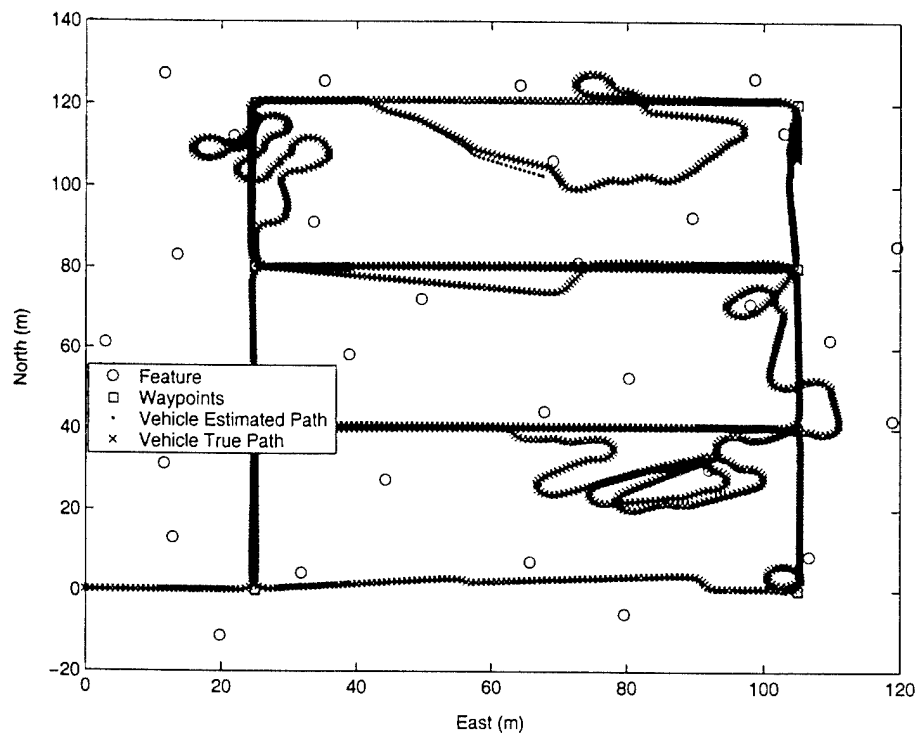 140
120
100
80
60
40
20
0
−20
North (m)
Feature
Waypoints
Vehicle Estimated Path
Vehicle True Path
0 20 40 60 80 100 120
East (m)